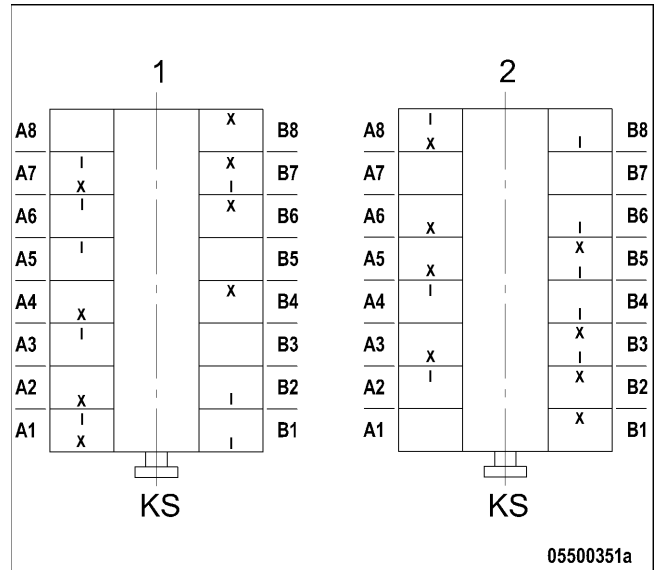 1 2
X I
A8 B8 A8 B8
X I
I X
A7 B7 A7 B7
X I
I X
A6 B6 A6 B6
X I
I X
A5 B5 A5 B5
X I
X I
A4 B4 A4 B4
X I
I X
A3 B3 A3 B3
X I
I X
A2 B2 A2 B2
X I
I X
A1 B1 A1 B1
X I
KS KS
05500351a